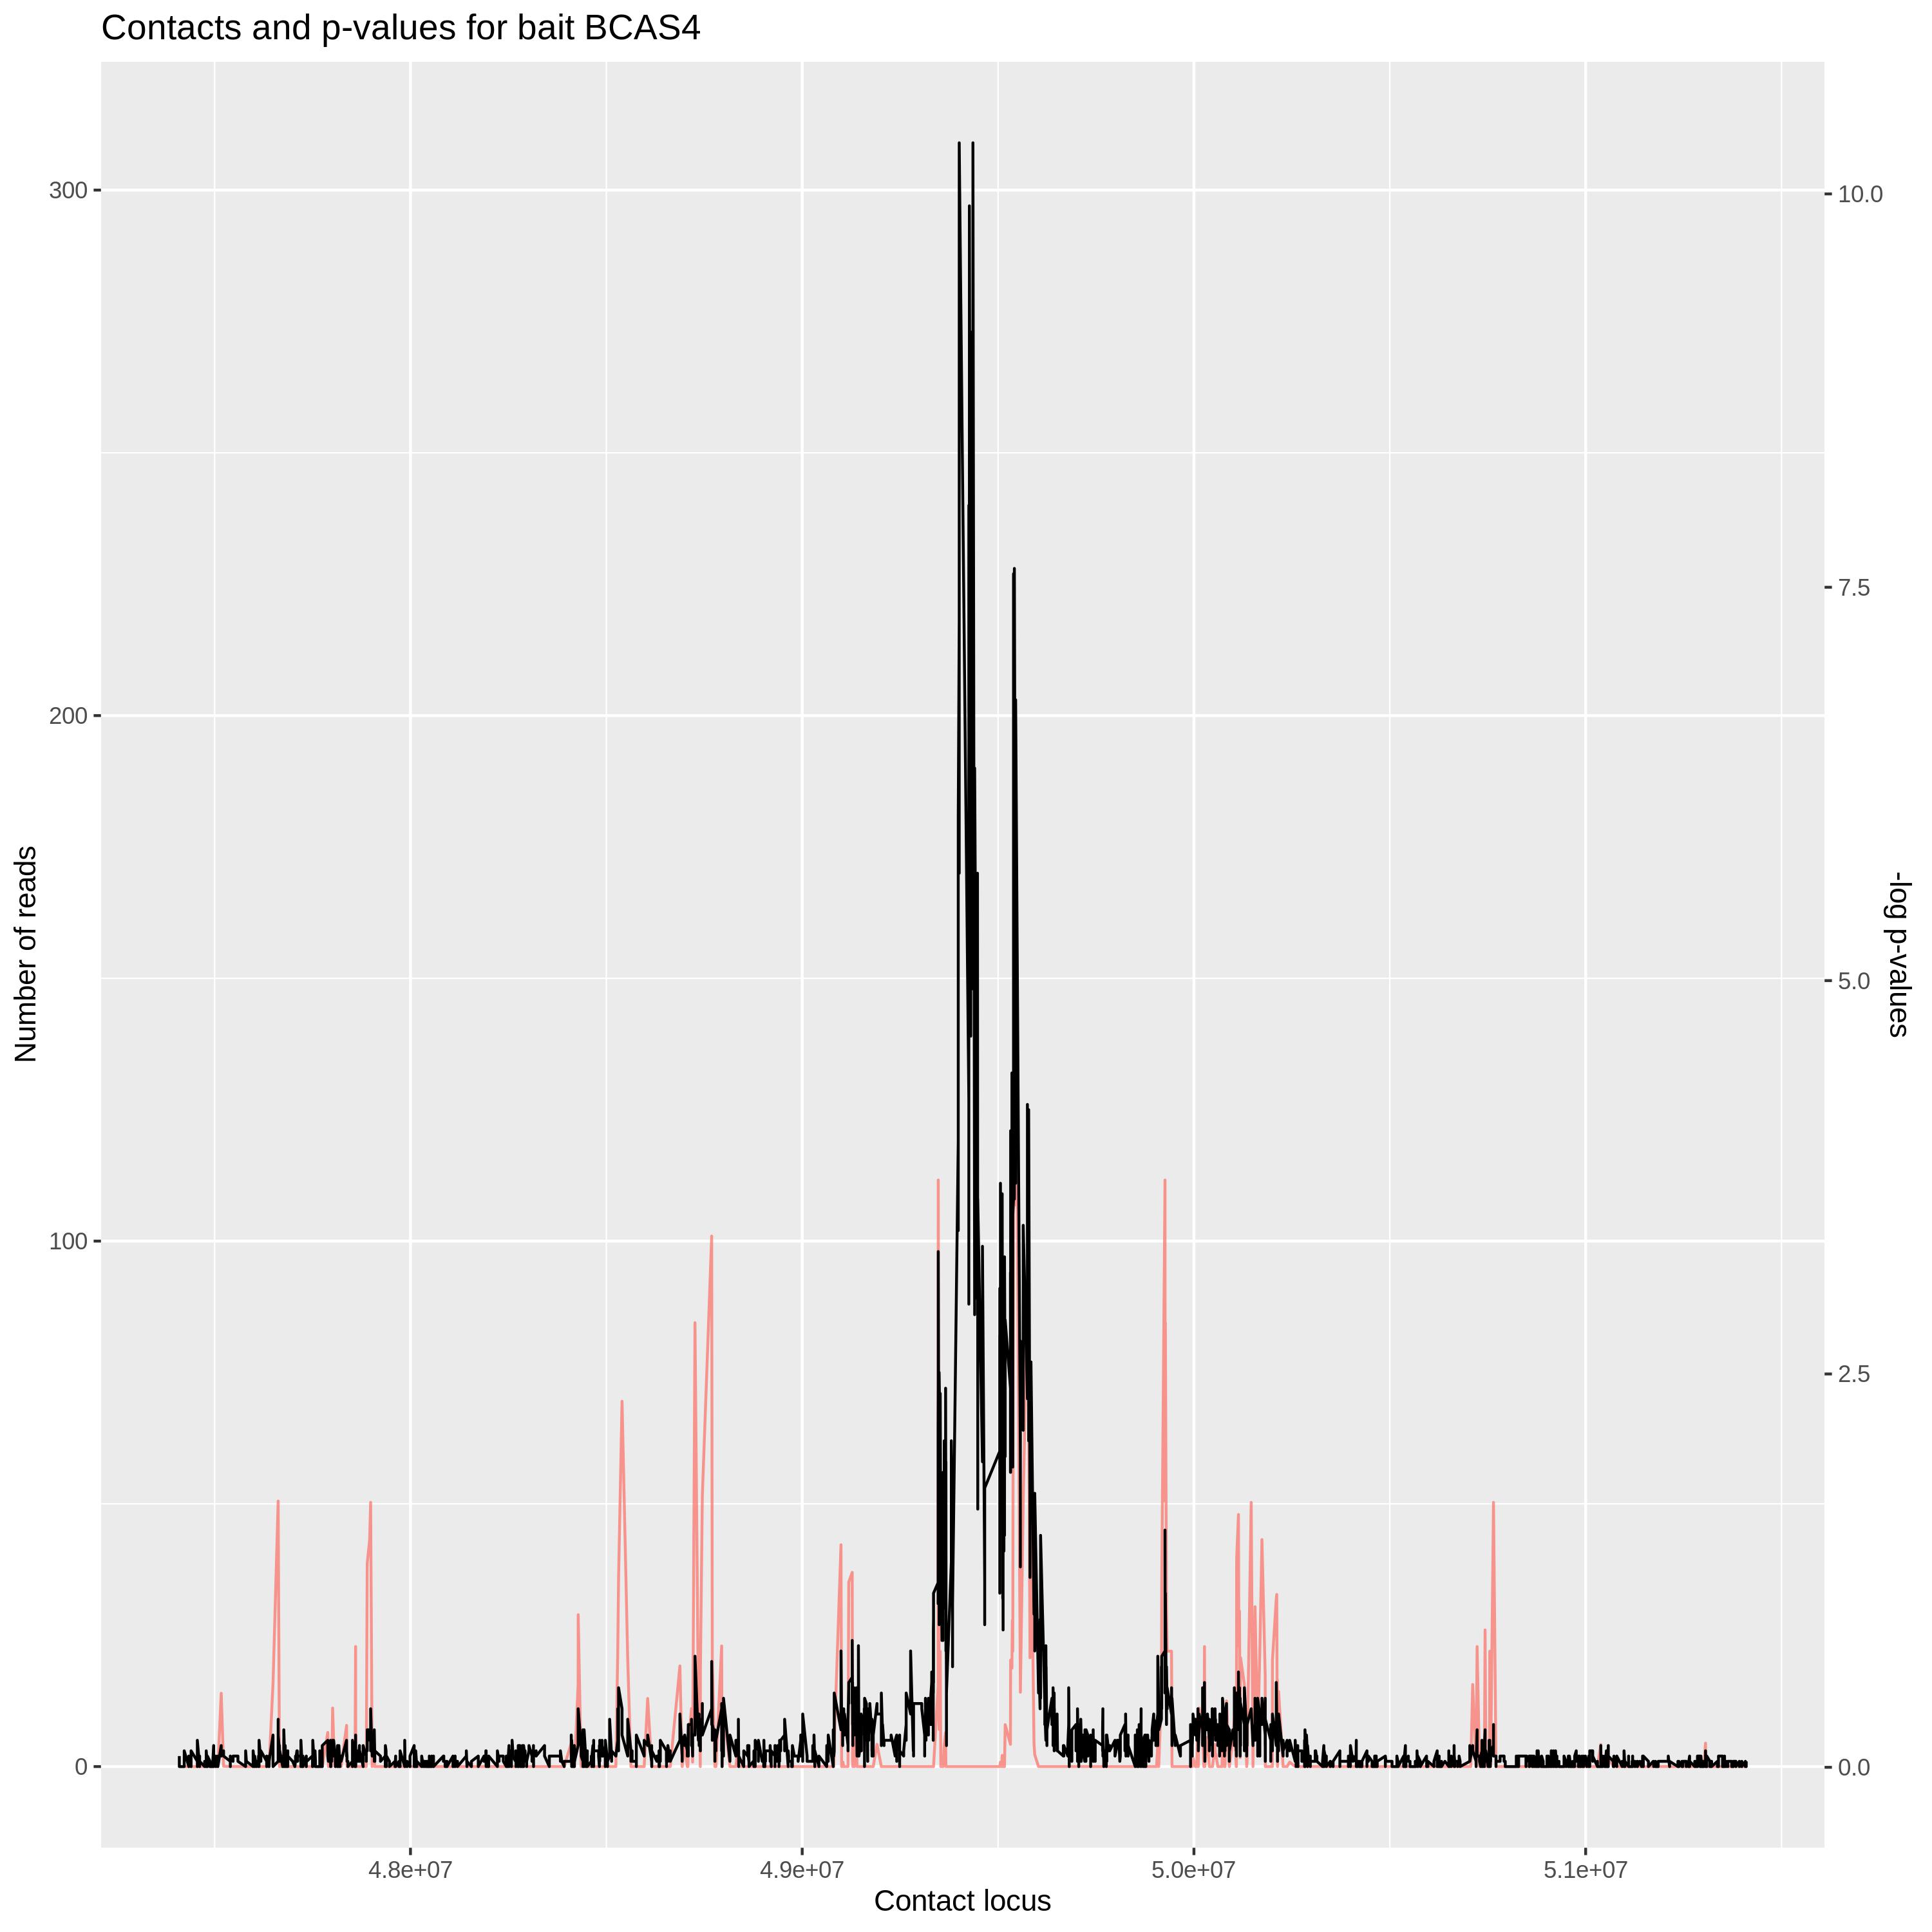 Contacts and p-values for bait BCAS4
300
200
100
0
Number of reads
10.0
7.5
5.0
2.5
0.0
-log p-values
4.8e+07
4.9e+07
5.0e+07
5.1e+07
Contact locus